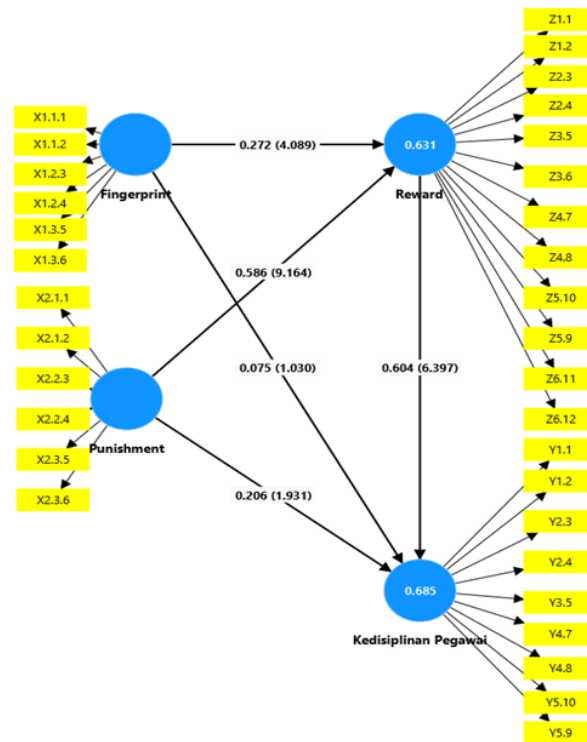 Z1.1
Z1.2
Z2.3
Z2.4
Z3.5
Z3.6
Z4.7
Z4.8
Z5.10
Z5.9
Z6.11
Z6.12
X1.1.1
X1.1.2
X1.2.3
X1.2.4
X1.3.5
X1.3.6
Fingerprint
0.272 (4.089)
0.631
Reward
0.586 (9.164)
X2.1.1
X2.1.2
X2.2.3
X2.2.4
X2.3.5
X2.3.6
Punishment
0.075 (1.030)
0.604 (6.397)
0.206 (1.931)
0.685
Kedisiplinan Pegawai
Y1.1
Y1.2
Y2.3
Y2.4
Y3.5
Y4.7
Y4.8
Y5.10
Y5.9